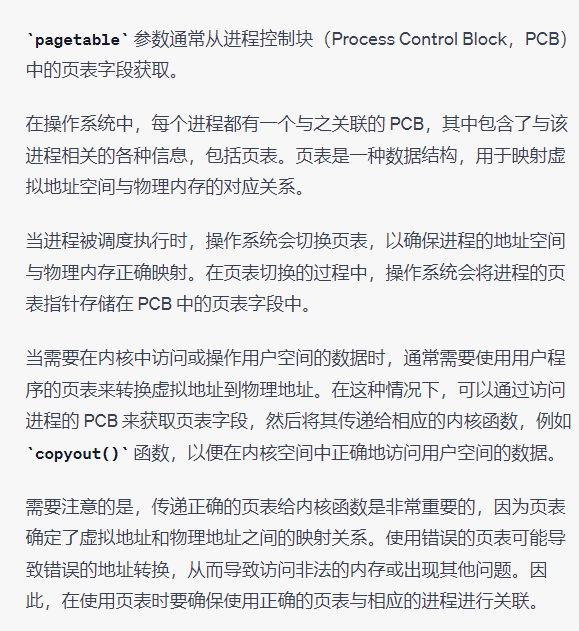 `pagetable` 参数通常从进程控制块（Process Control Block，PCB）
中的页表字段获取。
在操作系统中，每个进程都有一个与之关联的 PCB，其中包含了与该
进程相关的各种信息，包括页表。页表是一种数据结构，用于映射虚
拟地址空间与物理内存的对应关系。
当进程被调度执行时，操作系统会切换页表，以确保进程的地址空间
与物理内存正确映射。在页表切换的过程中，操作系统会将进程的页
表指针存储在 PCB 中的页表字段中。
当需要在内核中访问或操作用户空间的数据时，通常需要使用用户程
序的页表来转换虚拟地址到物理地址。在这种情况下，可以通过访问
进程的 PCB 来获取页表字段，然后将其传递给相应的内核函数，例如
`copyout()` 函数，以便在内核空间中正确地访问用户空间的数据。
需要注意的是，传递正确的页表给内核函数是非常重要的，因为页表
确定了虚拟地址和物理地址之间的映射关系。使用错误的页表可能导
致错误的地址转换，从而导致访问非法的内存或出现其他问题。因
此，在使用页表时要确保使用正确的页表与相应的进程进行关联。